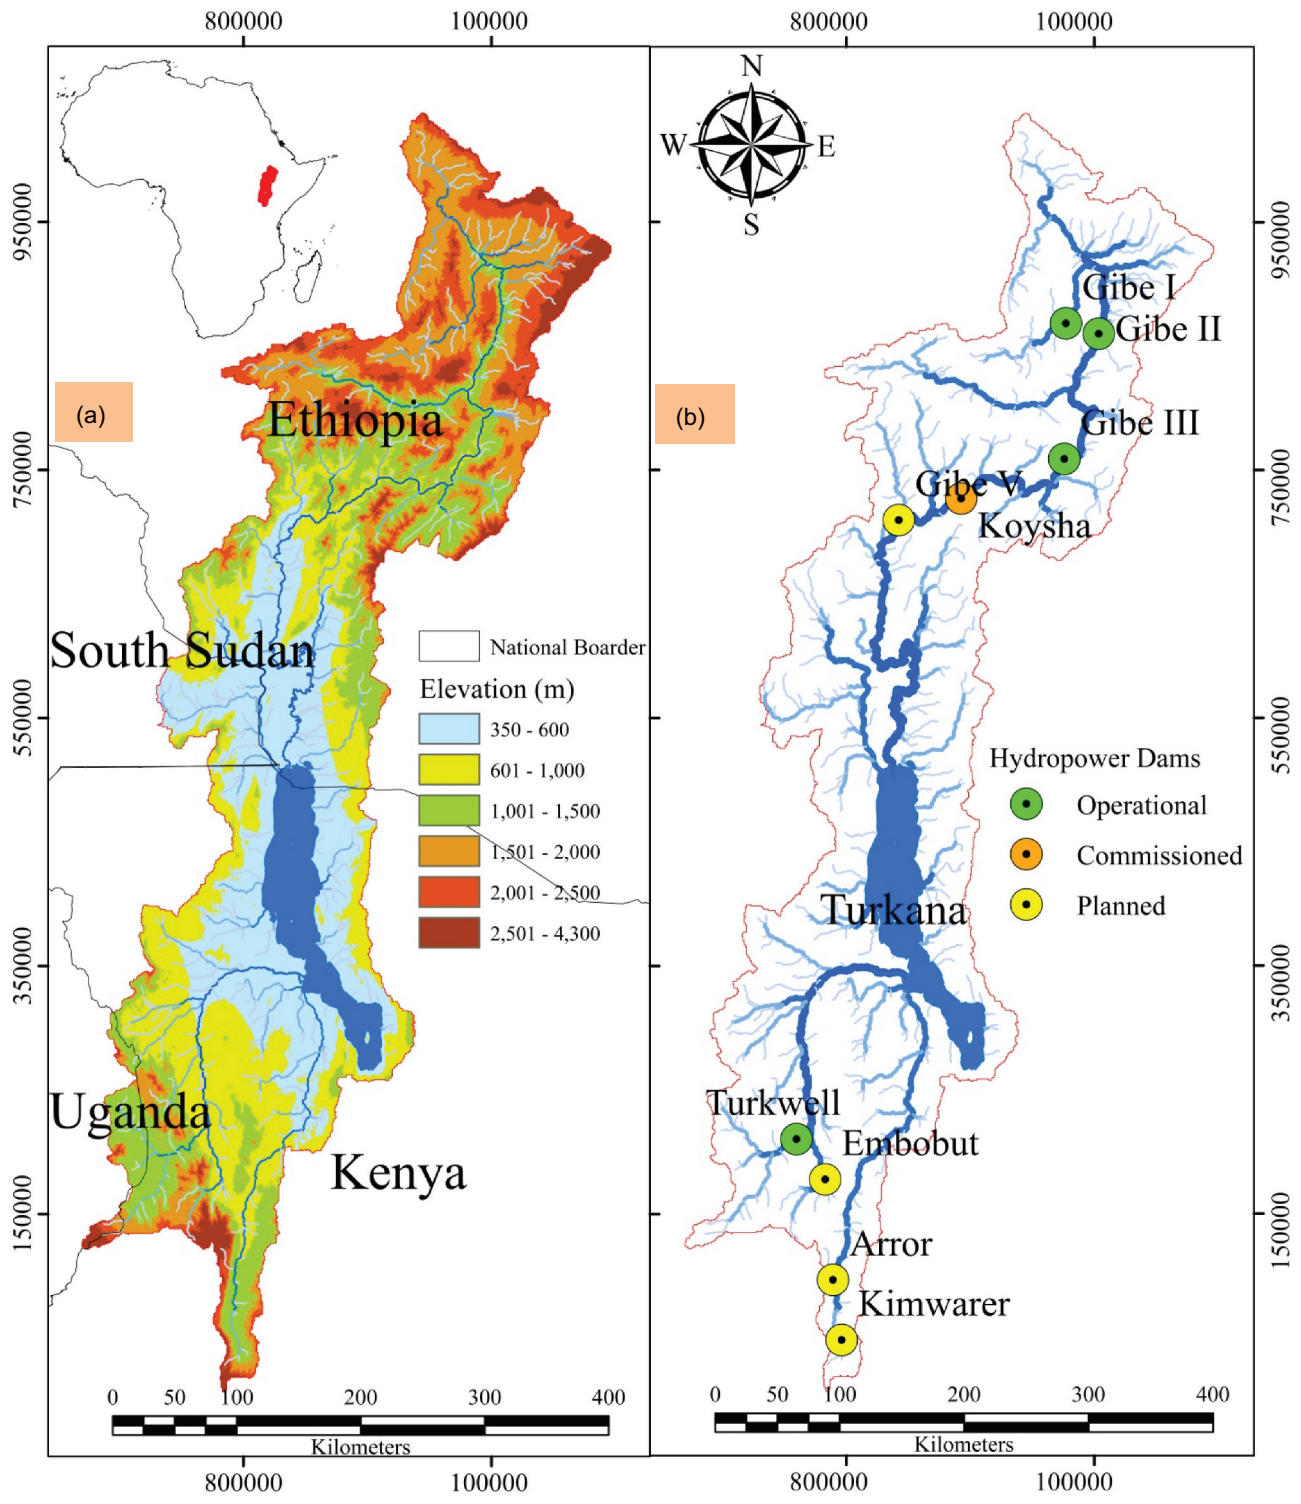 800000
100000
800000
100000
950000
750000
550000
350000
150000
(a)
Ethiopia
South Sudan
Uganda
Kenya
National Boarder
Elevation (m)
350 - 600
601 - 1,000
1,001 - 1,500
1,501 - 2,000
2,001 - 2,500
2,501 - 4,300
0 50 100 200 300 400
Kilometers
800000
100000
N
W
E
S
(b)
Gibe I
Gibe II
Gibe III
Gibe V
Koysha
Hydropower Dams
Operational
Commissioned
Planned
Turkana
Turkwell
Embobut
Arror
Kimwarer
0 50 100 200 300 400
Kilometers
950000
750000
550000
350000
150000
800000
100000